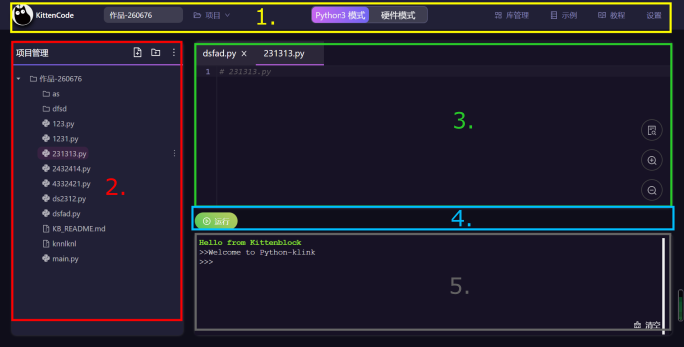 KittenCode 作品-260676 项目 1. Python3 模式 硬件模式 库管理 示例 教程 设置
项目管理
作品-260676
as
dfsd
123.py
1231.py
231313.py
2432414.py
4332421.py
ds2312.py
dsfad.py
KB_README.md
knnlknl
main.py
2.
dsfad.py × 231313.py
1 # 231313.py
3.
运行
4.
Hello from Kittenblock
>>Welcome to Python-klink
>>>
5.
清空